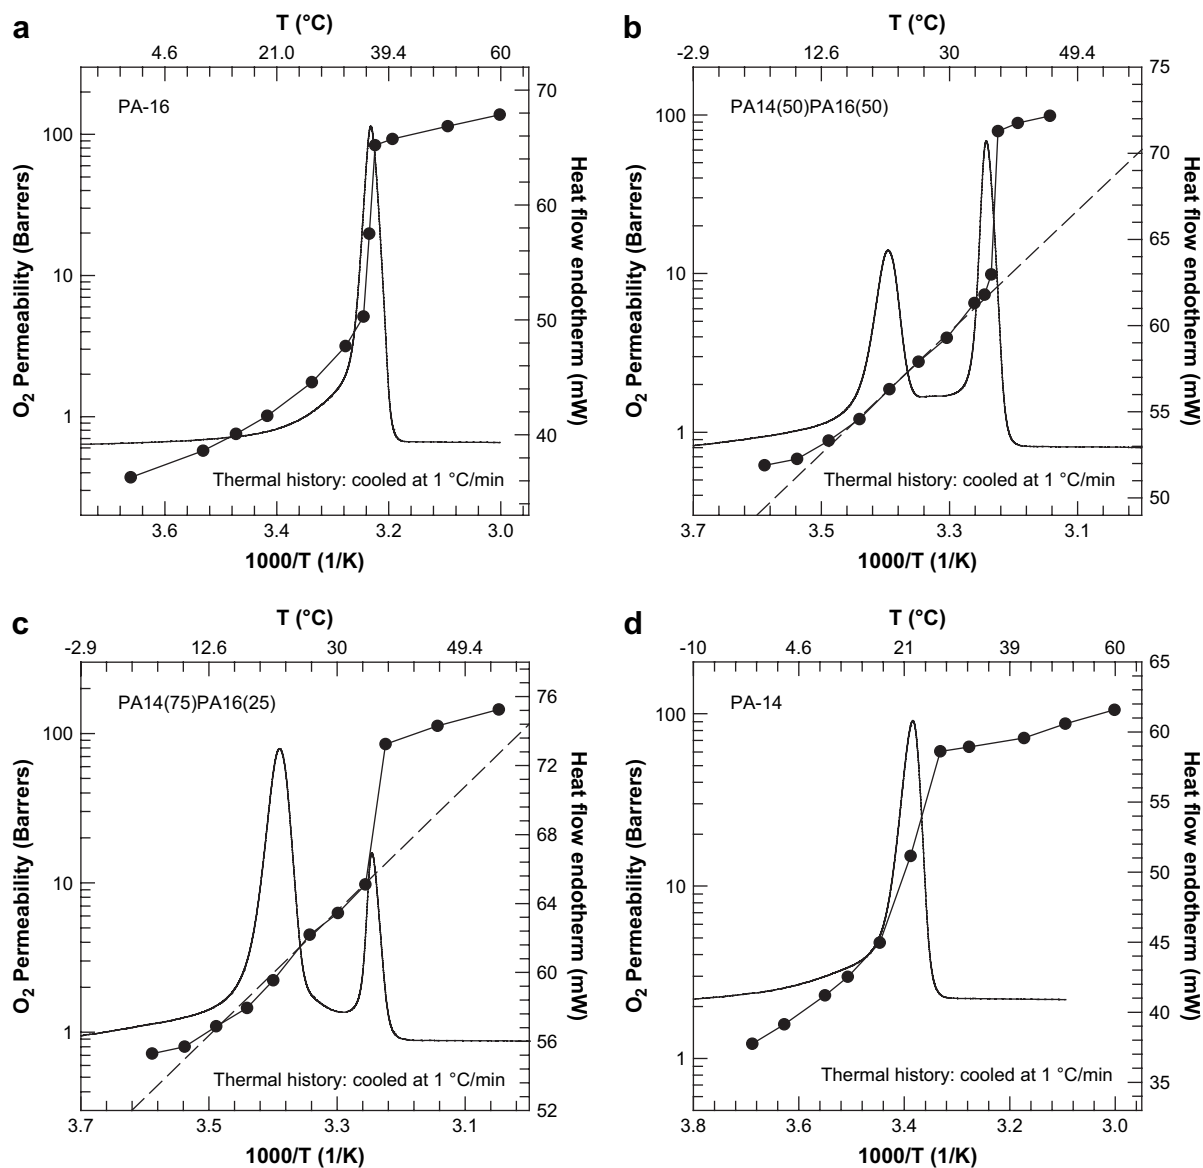 a
T (°C)
4.6 21.0 39.4 60
PA-16
100
10
1
70
60
50
40
O2 Permeability (Barrers)
Heat flow endotherm (mW)
Thermal history: cooled at 1 °C/min
3.6 3.4 3.2 3.0
1000/T (1/K)
b
T (°C)
-2.9 12.6 30 49.4
PA14(50)PA16(50)
100
10
1
75
70
65
60
55
50
O2 Permeability (Barrers)
Heat flow endotherm (mW)
Thermal history: cooled at 1 °C/min
3.7 3.5 3.3 3.1
1000/T (1/K)
c
T (°C)
-2.9 12.6 30 49.4
PA14(75)PA16(25)
100
10
1
76
72
68
64
60
56
52
O2 Permeability (Barrers)
Heat flow endotherm (mW)
Thermal history: cooled at 1 °C/min
3.7 3.5 3.3 3.1
1000/T (1/K)
d
T (°C)
-10 4.6 21 39 60
PA-14
100
10
1
65
60
55
50
45
40
35
O2 Permeability (Barrers)
Heat flow endotherm (mW)
Thermal history: cooled at 1 °C/min
3.8 3.6 3.4 3.2 3.0
1000/T (1/K)